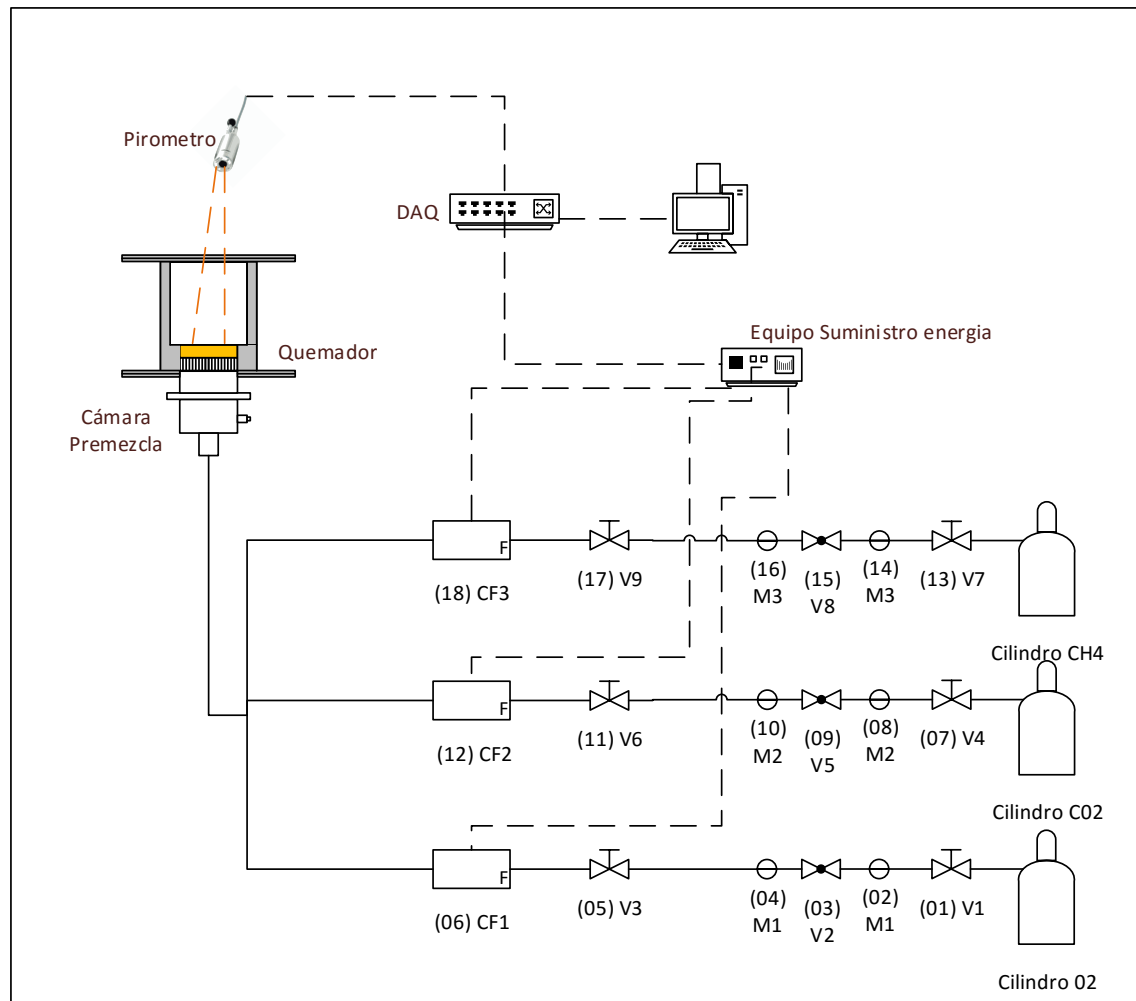 Pirometro
DAQ
Equipo Suministro energia
Quemador
Cámara
Premezcla
F
(18) CF3
(17) V9
(16)
M3
(15)
V8
(14)
M3
(13) V7
Cilindro CH4
F
(12) CF2
(11) V6
(10)
M2
(09)
V5
(08)
M2
(07) V4
Cilindro C02
F
(06) CF1
(05) V3
(04)
M1
(03)
V2
(02)
M1
(01) V1
Cilindro 02